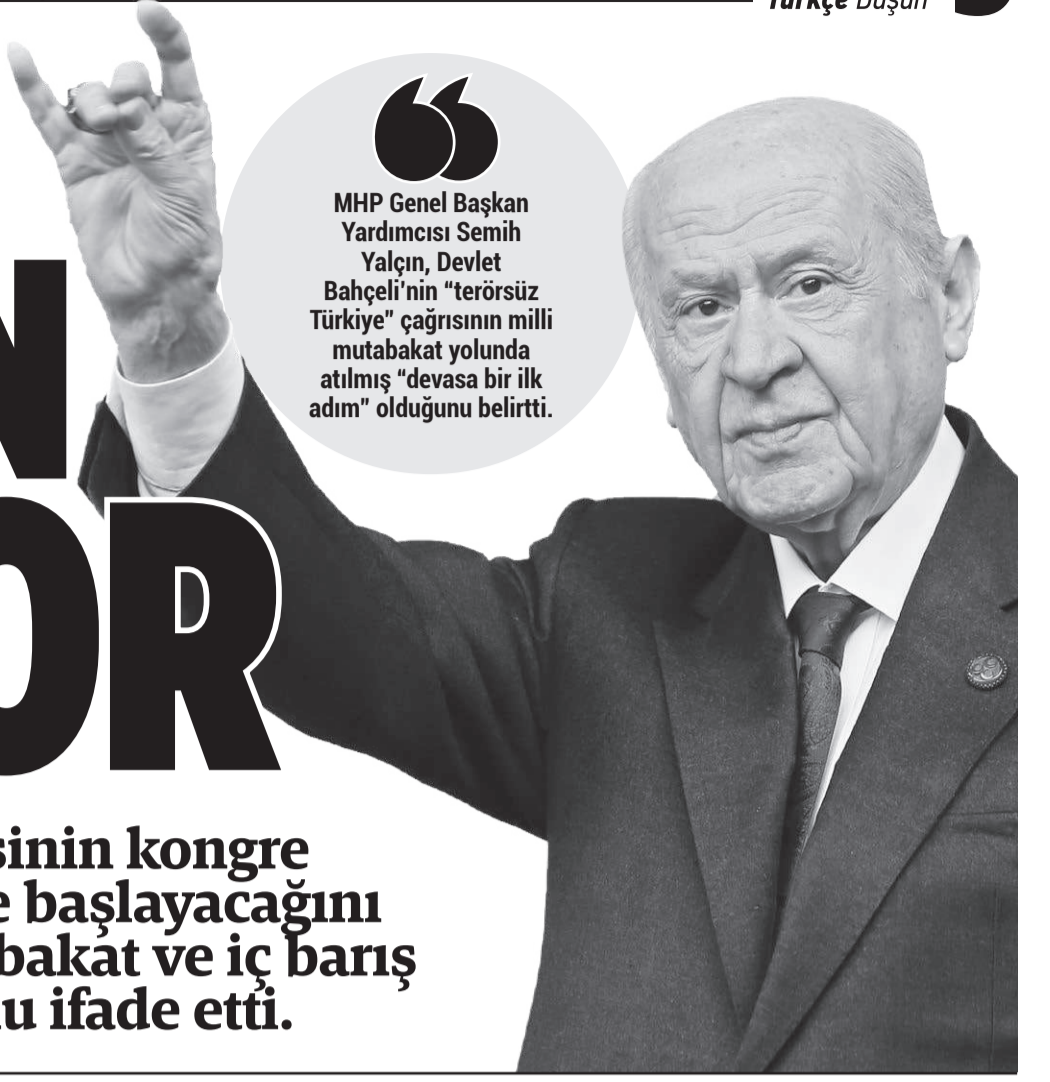 Türkçe Düşün
MHP Genel Başkan
Yardımcısı Semih
Yalçın, Devlet
Bahçeli’nin “terörsüz
Türkiye” çağrısının milli
mutabakat yolunda
atılmış “devasa bir ilk
adım” olduğunu belirtti.
N
OR
sinin kongre
e başlayacağını
bakat ve iç barış
u ifade etti.